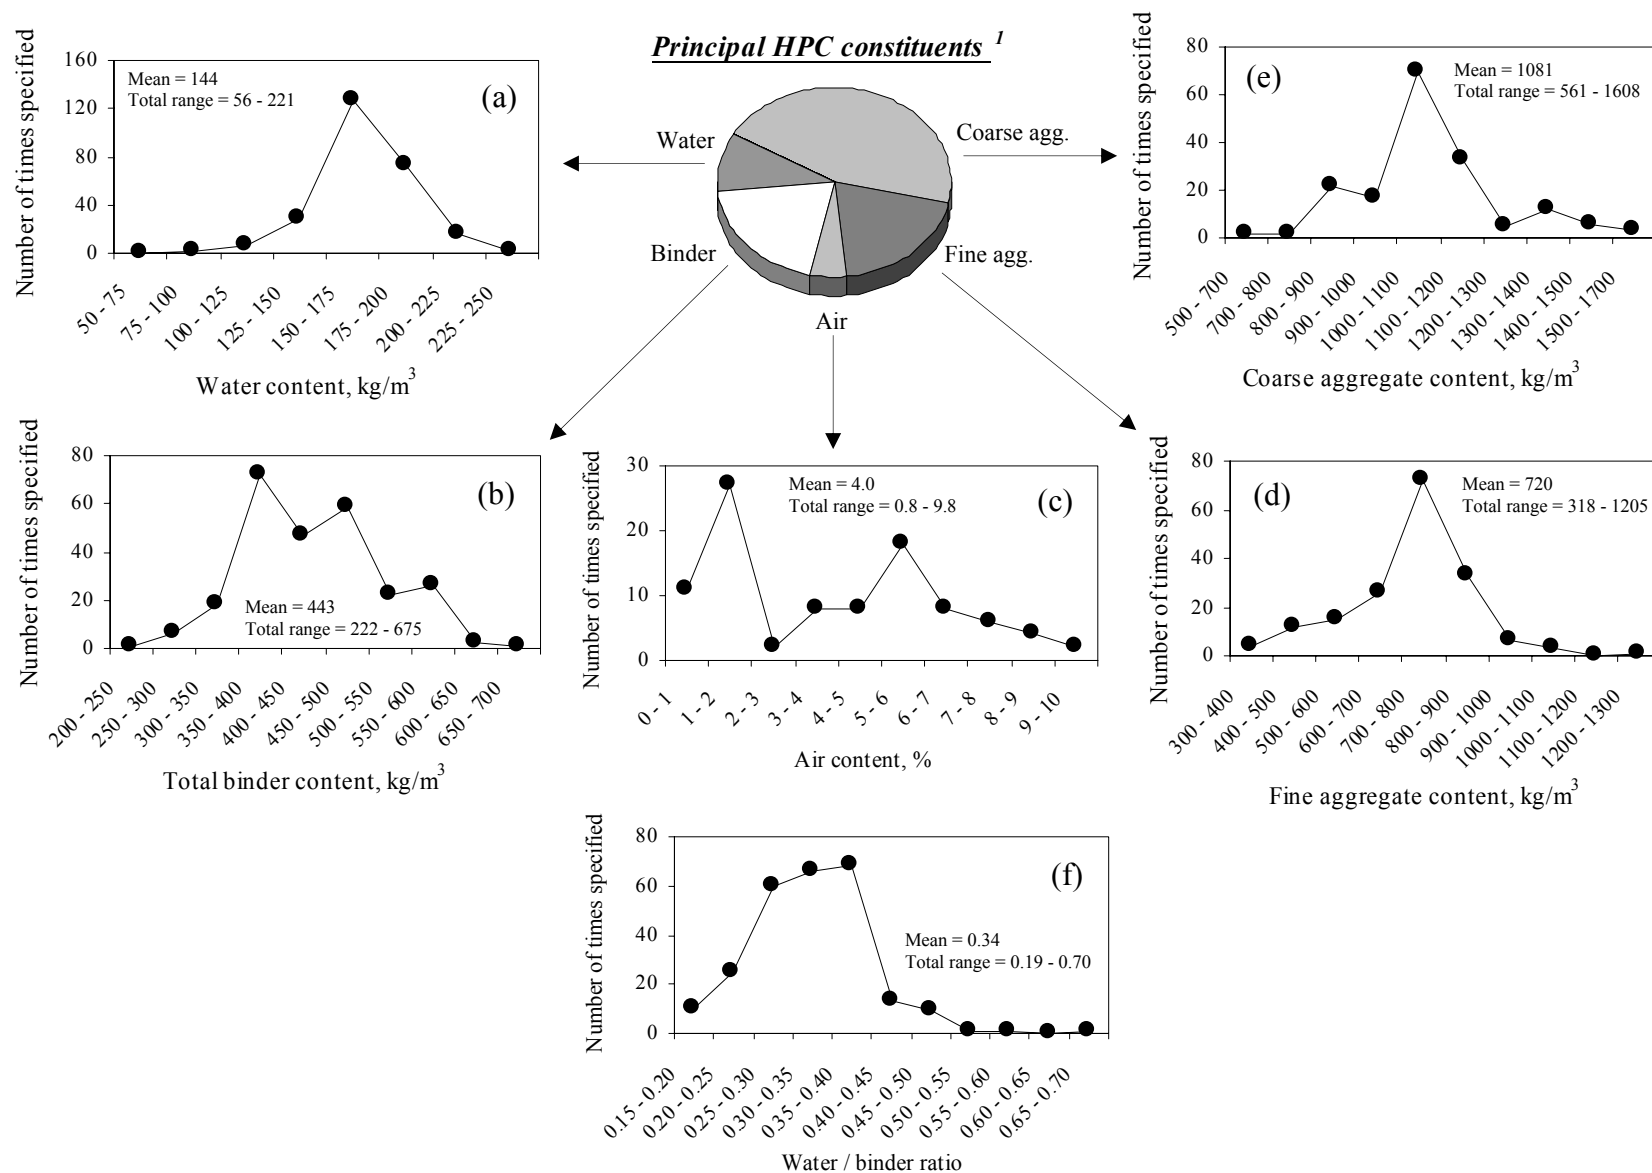 Principal HPC constituents 1
Water
Coarse agg.
Binder
Fine agg.
Air
Number of times specified
160
120
80
40
0
Mean = 144
Total range = 56 - 221
(a)
50 - 75
75 - 100
100 - 125
125 - 150
150 - 175
175 - 200
200 - 225
225 - 250
Water content, kg/m3
Number of times specified
80
60
40
20
0
(e)
Mean = 1081
Total range = 561 - 1608
500 - 700
700 - 800
800 - 900
900 - 1000
1000 - 1100
1100 - 1200
1200 - 1300
1300 - 1400
1400 - 1500
1500 - 1700
Coarse aggregate content, kg/m3
Number of times specified
80
60
40
20
0
(b)
Mean = 443
Total range = 222 - 675
200 - 250
250 - 300
300 - 350
350 - 400
400 - 450
450 - 500
500 - 550
550 - 600
600 - 650
650 - 700
Total binder content, kg/m3
Number of times specified
30
20
10
0
Mean = 4.0
Total range = 0.8 - 9.8
(c)
0 - 1
1 - 2
2 - 3
3 - 4
4 - 5
5 - 6
6 - 7
7 - 8
8 - 9
9 - 10
Air content, %
Number of times specified
80
60
40
20
0
(d)
Mean = 720
Total range = 318 - 1205
300 - 400
400 - 500
500 - 600
600 - 700
700 - 800
800 - 900
900 - 1000
1000 - 1100
1100 - 1200
1200 - 1300
Fine aggregate content, kg/m3
Number of times specified
80
60
40
20
0
(f)
Mean = 0.34
Total range = 0.19 - 0.70
0.15 - 0.20
0.20 - 0.25
0.25 - 0.30
0.30 - 0.35
0.35 - 0.40
0.40 - 0.45
0.45 - 0.50
0.50 - 0.55
0.55 - 0.60
0.60 - 0.65
0.65 - 0.70
Water / binder ratio